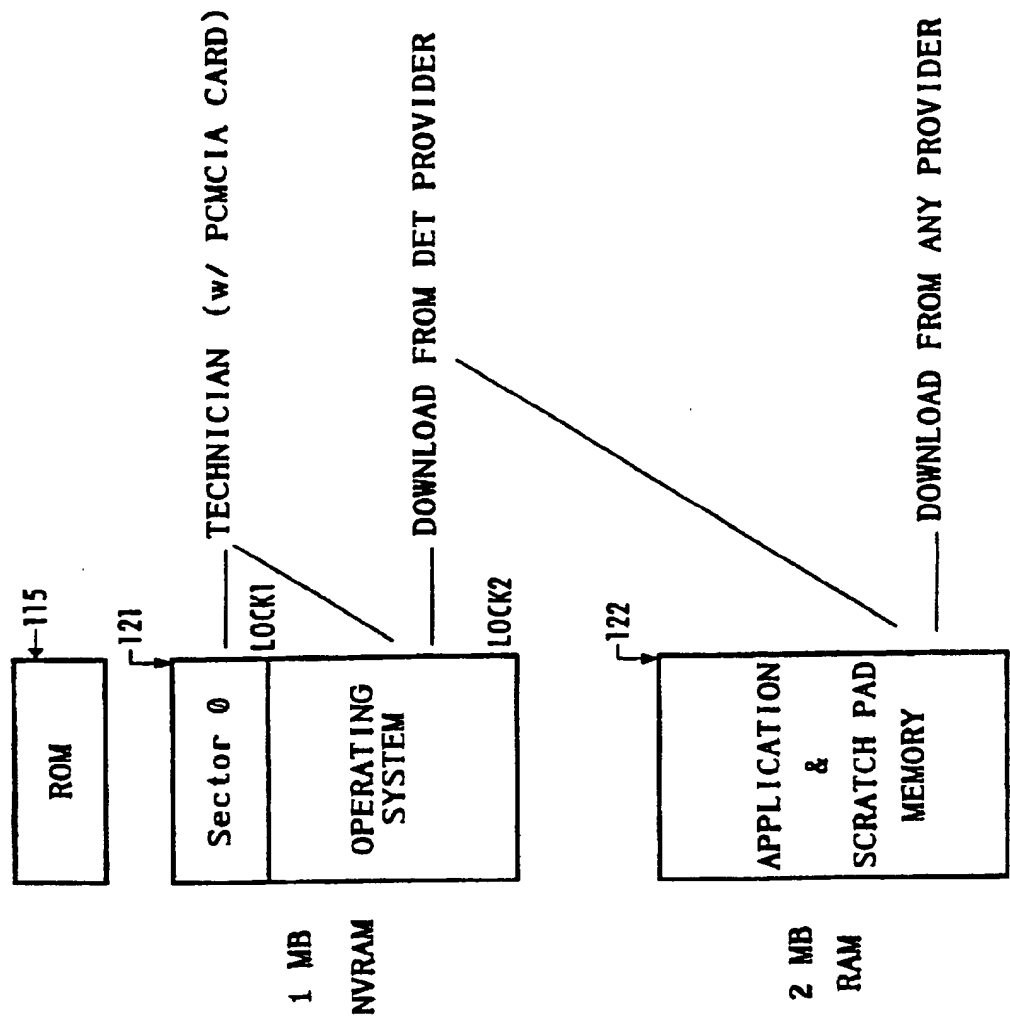 ROM
115
121
Sector 0
LOCK1
OPERATING
SYSTEM
LOCK2
1 MB
NVRAM
TECHNICIAN (w/ PCMCIA CARD)
DOWNLOAD FROM DET PROVIDER
122
APPLICATION
&
SCRATCH PAD
MEMORY
2 MB
RAM
DOWNLOAD FROM ANY PROVIDER